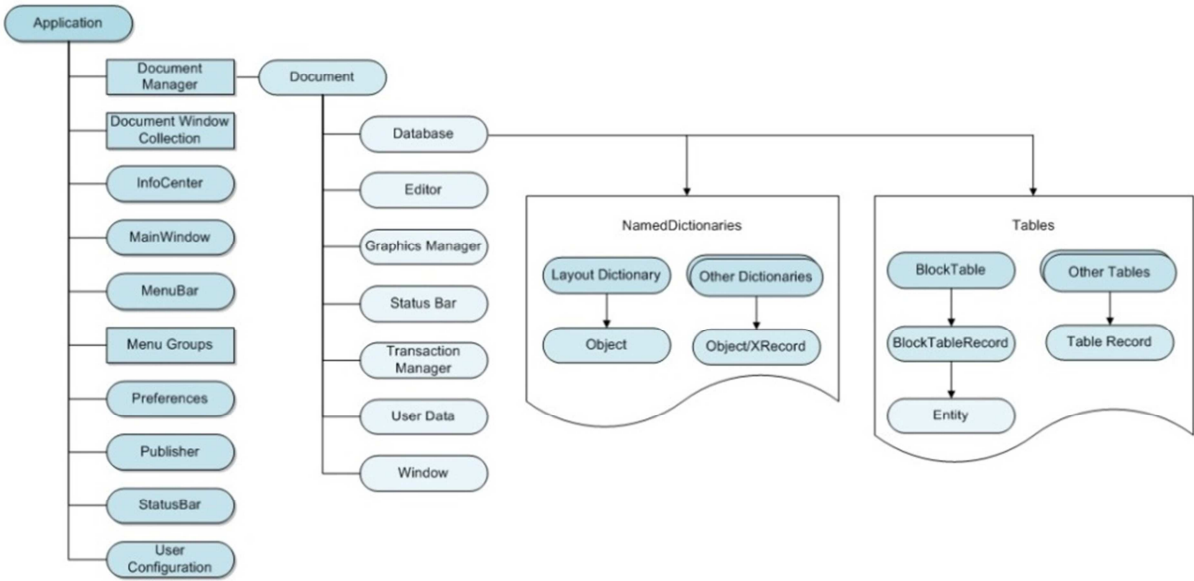 Application
Document
Manager
Document Window
Collection
InfoCenter
MainWindow
MenuBar
Menu Groups
Preferences
Publisher
StatusBar
User
Configuration
Document
Database
Editor
Graphics Manager
Status Bar
Transaction
Manager
User Data
Window
NamedDictionaries
Layout Dictionary
Other Dictionaries
Object
Object/XRecord
Tables
BlockTable
Other Tables
BlockTableRecord
Table Record
Entity